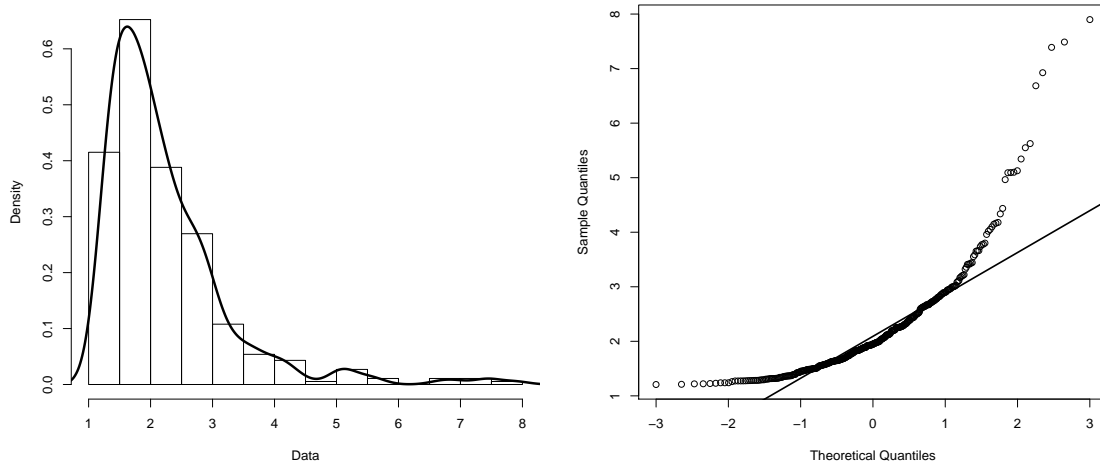 0.6
0.5
0.4
0.3
0.2
0.1
0.0
Density
1 2 3 4 5 6 7 8
Data
8
7
6
5
4
3
2
1
Sample Quantiles
−3 −2 −1 0 1 2 3
Theoretical Quantiles